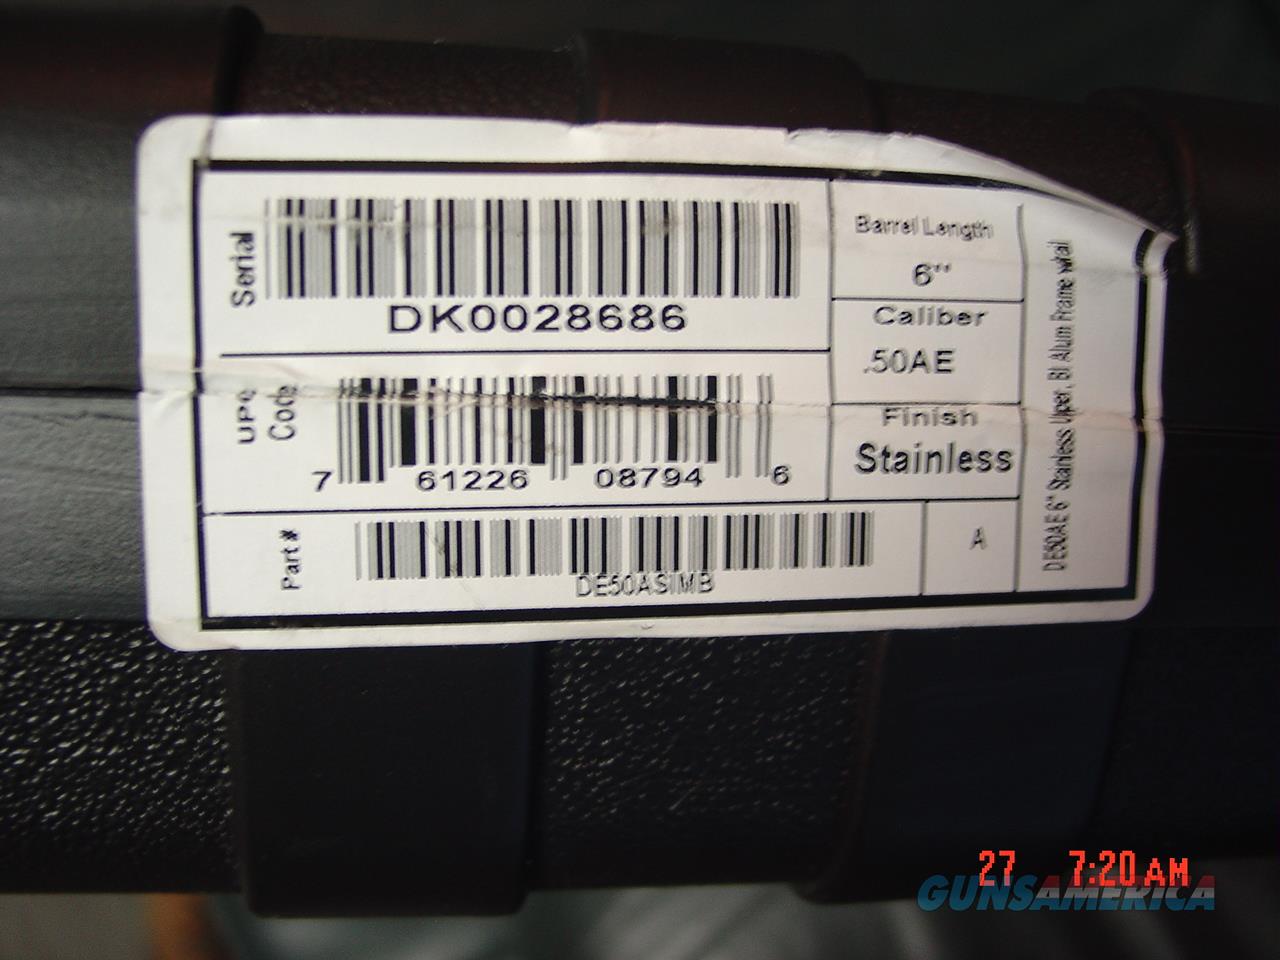 Serial
DK0028686
UPC Code
7 61226 08794 6
Part #
DE50ASIMB
Barrel Length
6"
Caliber
.50AE
Finish
Stainless
A
DE50AE 6" Stainless Upper, Bl Alum Frame w/rail
27 7:20 AM
GUNSAMERICA